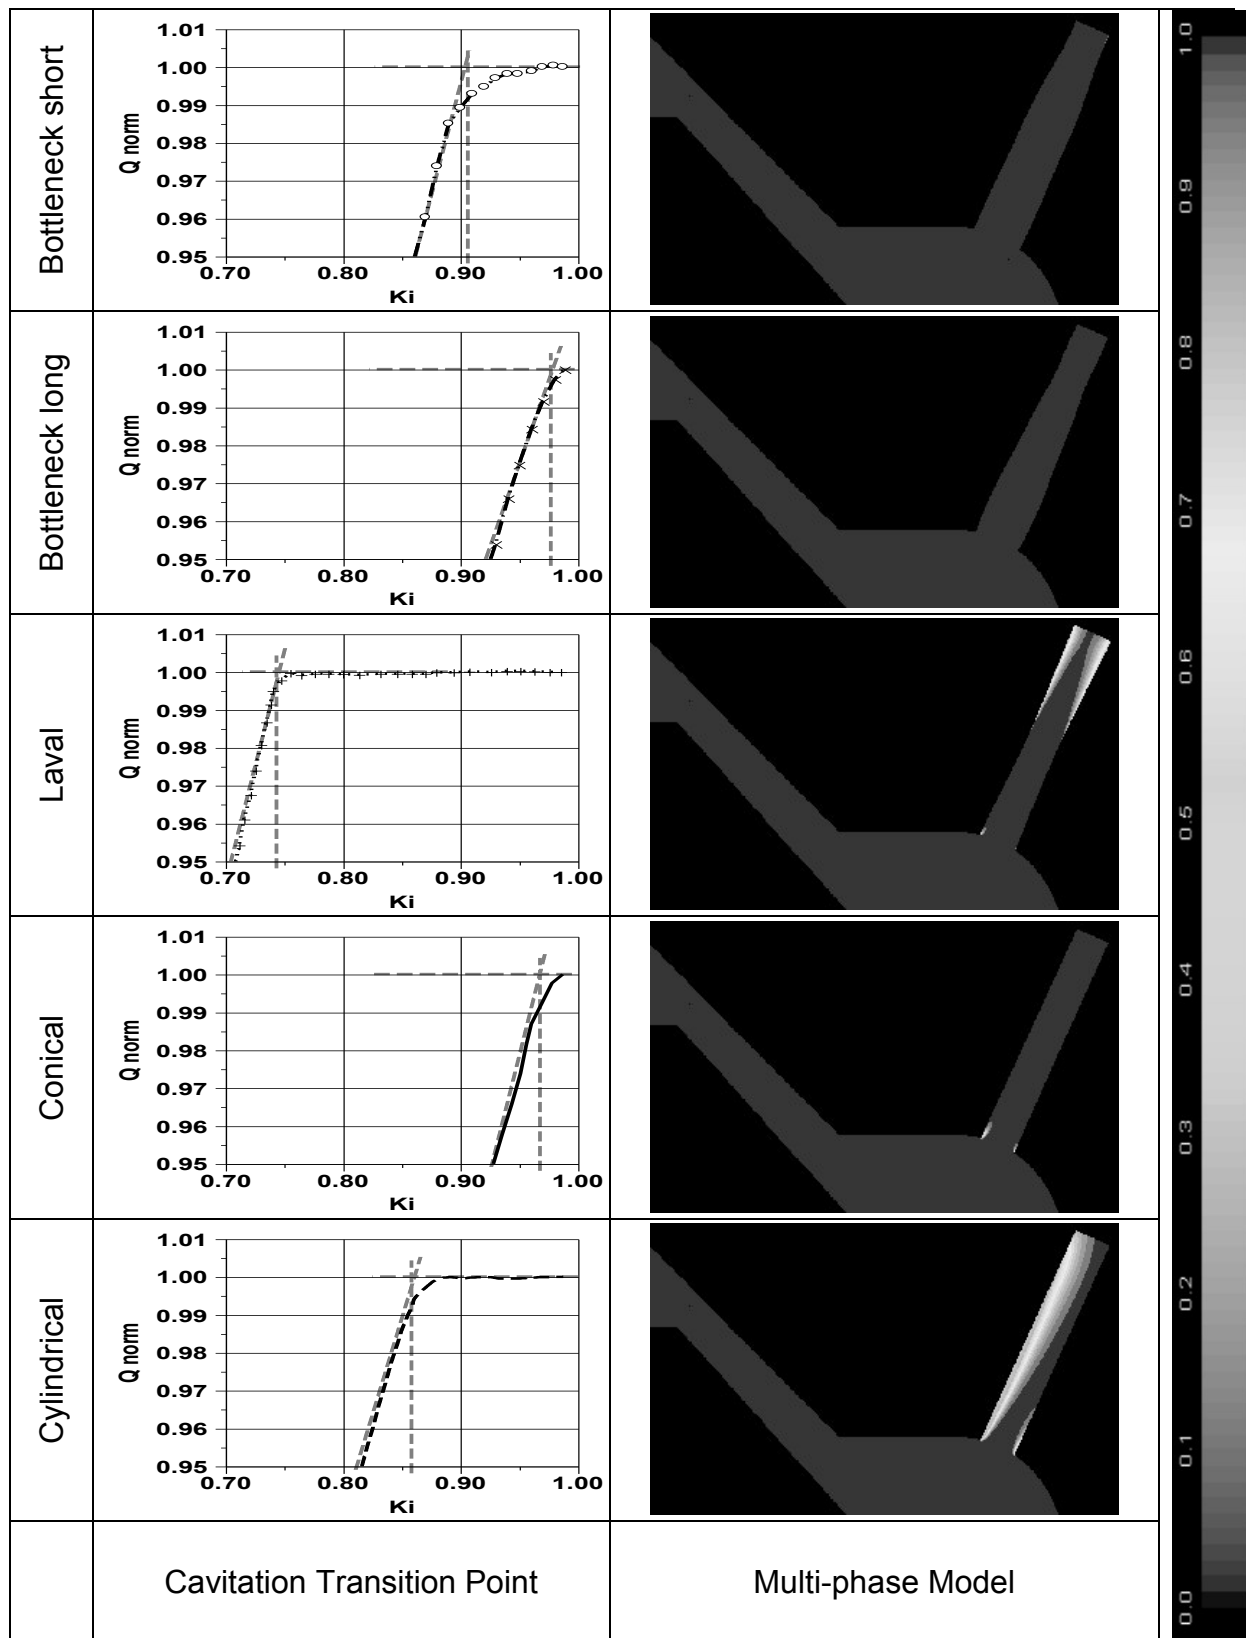 Bottleneck short
1.01
1.00
0.99
0.98
0.97
0.96
0.95
Q norm
0.70 0.80 0.90 1.00
Ki
Bottleneck long
1.01
1.00
0.99
0.98
0.97
0.96
0.95
Q norm
0.70 0.80 0.90 1.00
Ki
Laval
1.01
1.00
0.99
0.98
0.97
0.96
0.95
Q norm
0.70 0.80 0.90 1.00
Ki
Conical
1.01
1.00
0.99
0.98
0.97
0.96
0.95
Q norm
0.70 0.80 0.90 1.00
Ki
Cylindrical
1.01
1.00
0.99
0.98
0.97
0.96
0.95
Q norm
0.70 0.80 0.90 1.00
Ki
Cavitation Transition Point
Multi-phase Model
1.0
0.9
0.8
0.7
0.6
0.5
0.4
0.3
0.2
0.1
0.0